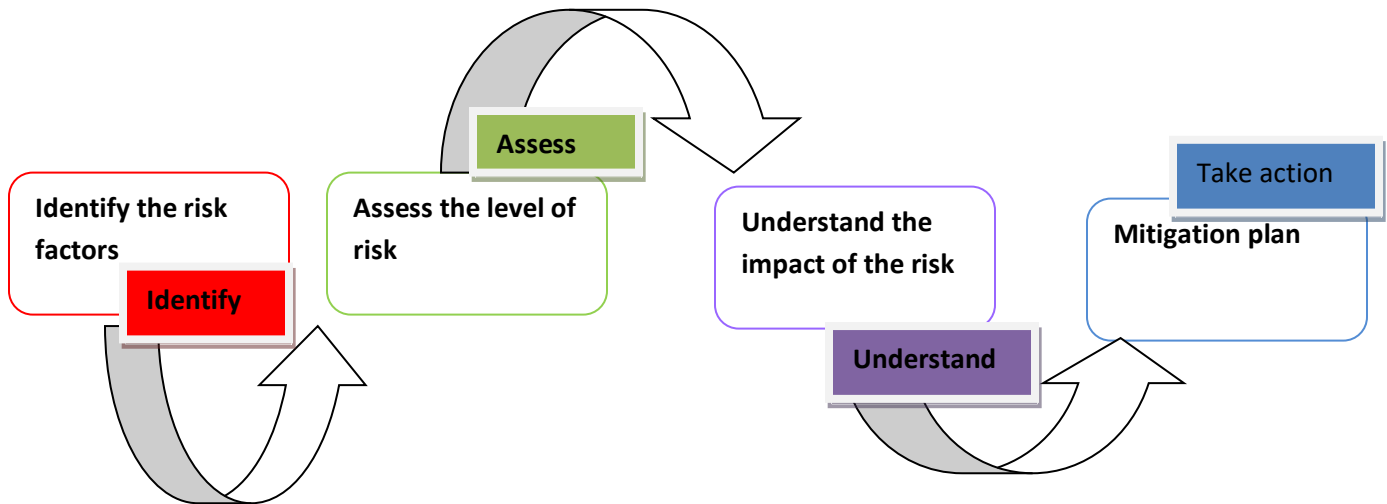 Identify the risk
factors
Identify
Assess
Assess the level of
risk
Understand the
impact of the risk
Understand
Take action
Mitigation plan